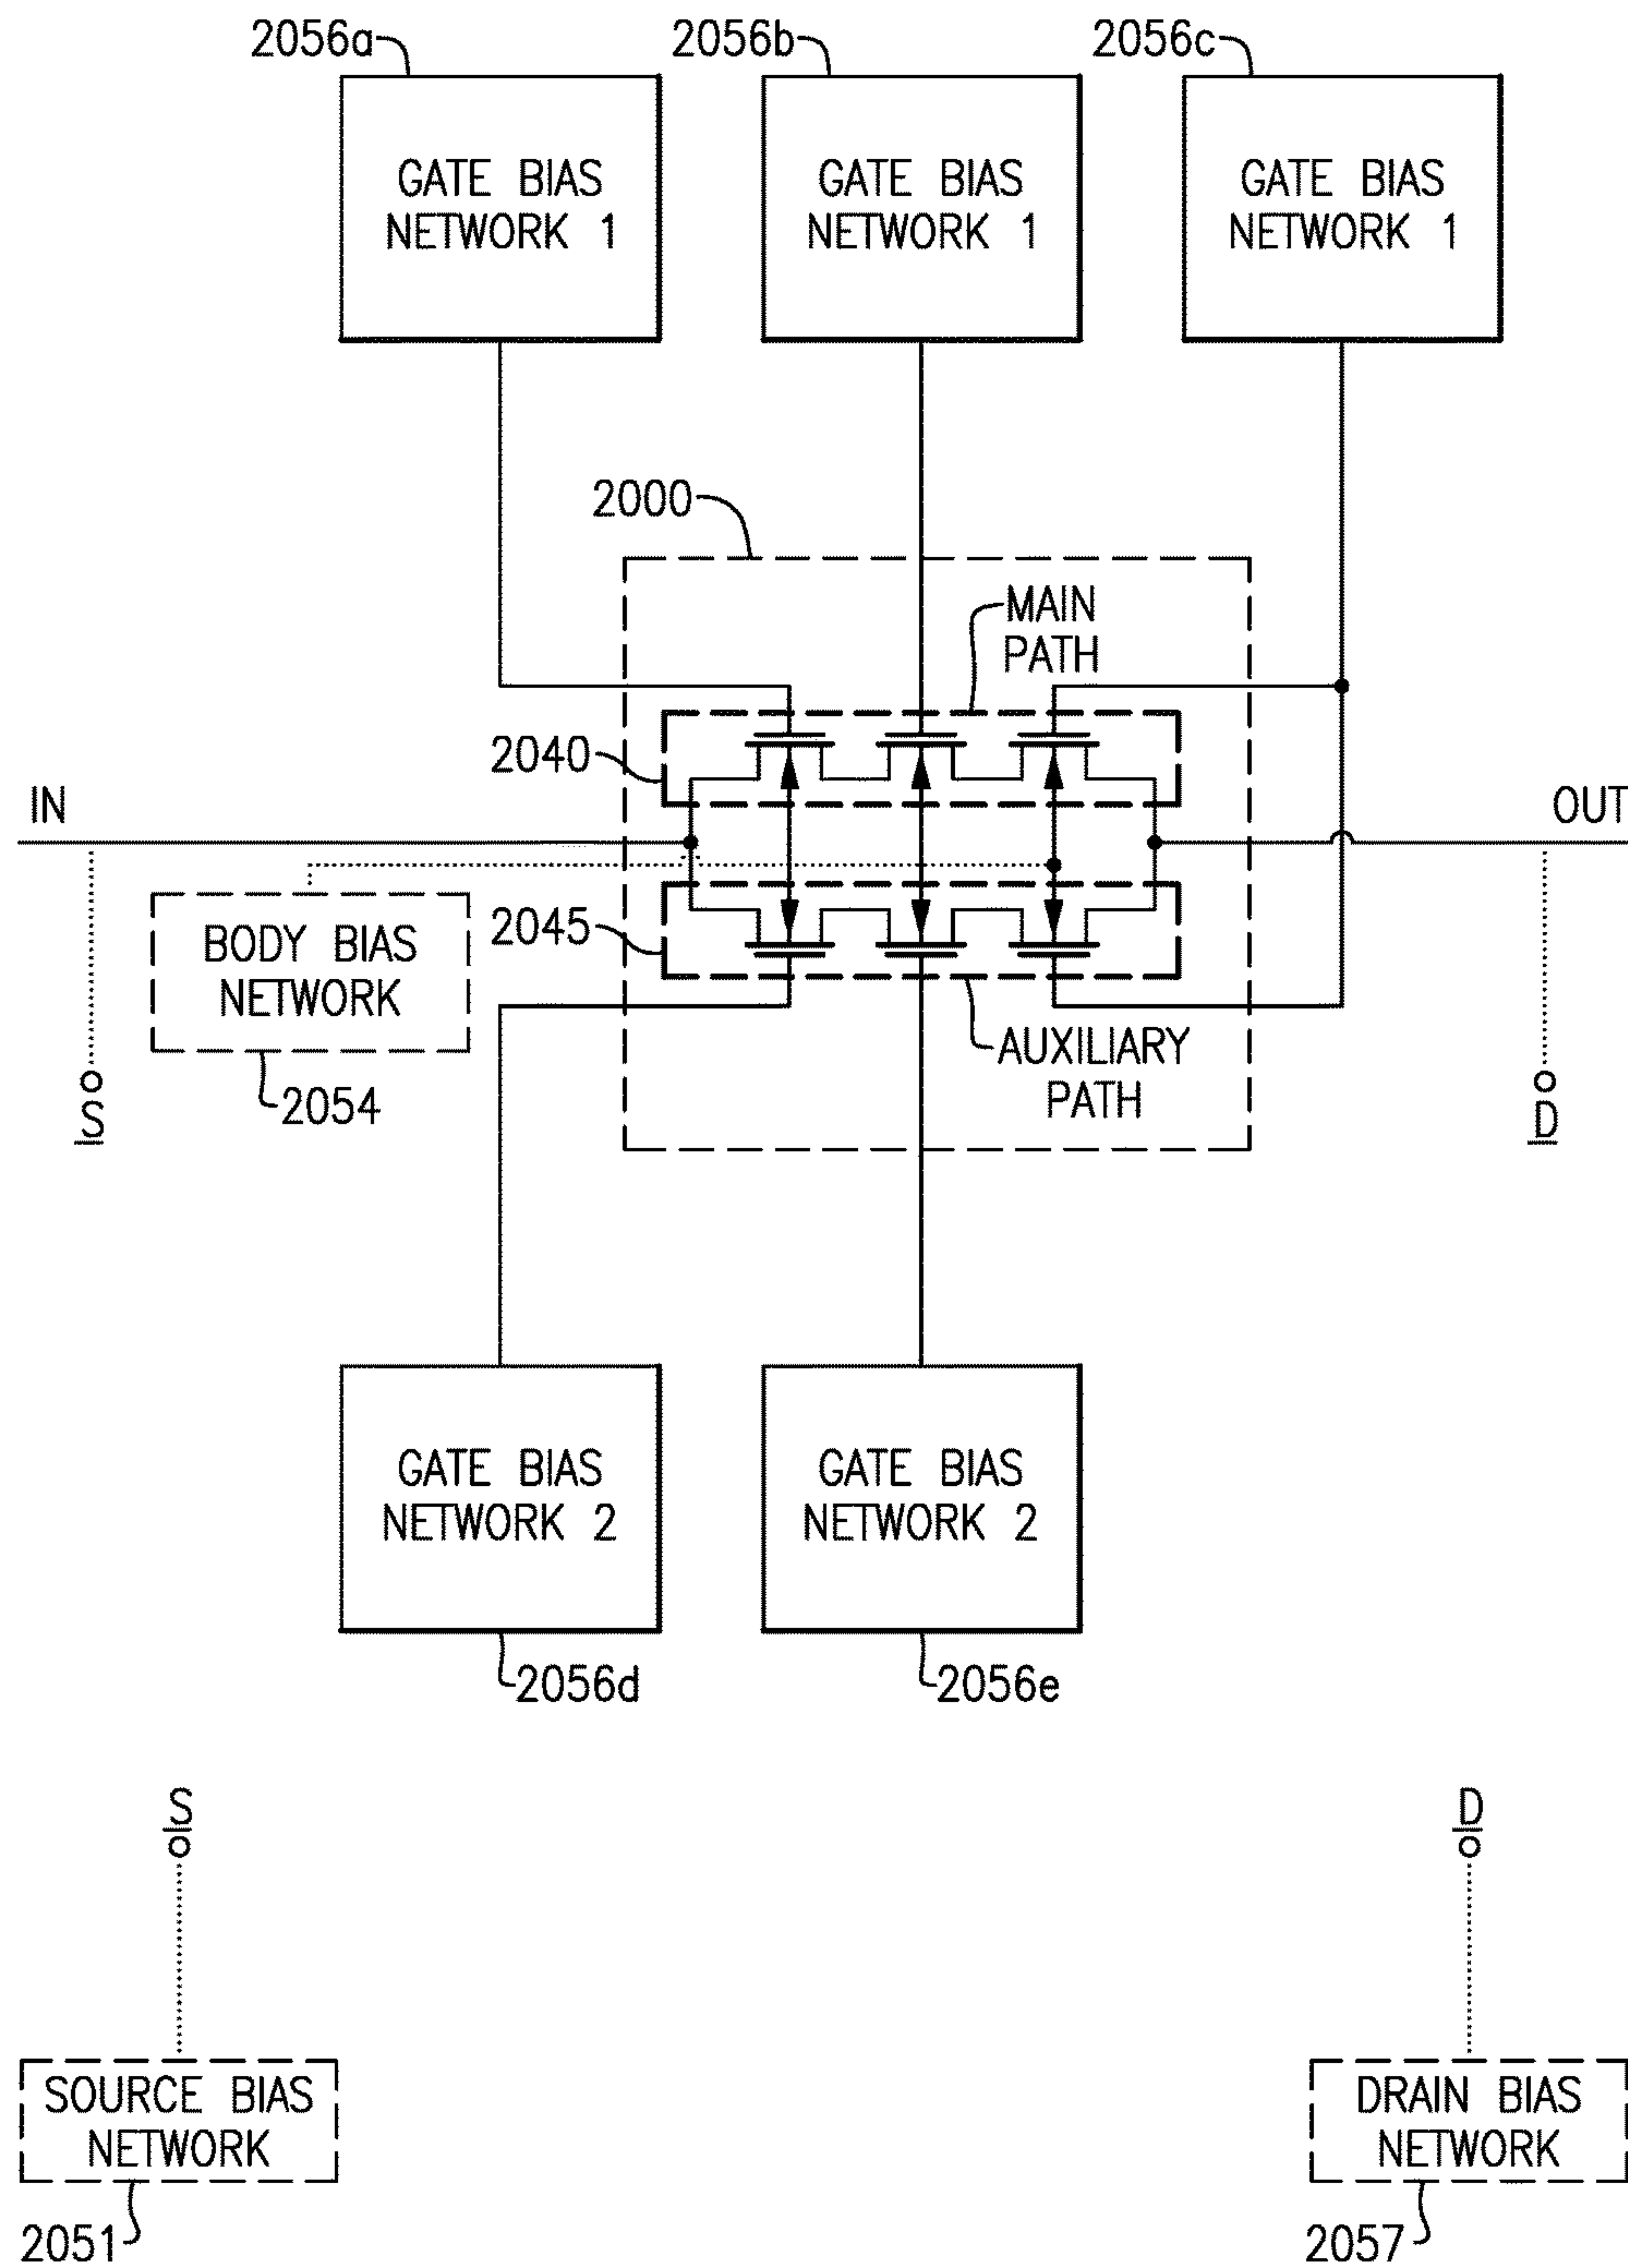 2056a
2056b
2056c
GATE BIAS
NETWORK 1
GATE BIAS
NETWORK 1
GATE BIAS
NETWORK 1
2000
MAIN
PATH
2040
IN
OUT
2045
BODY BIAS
NETWORK
AUXILIARY
PATH
2054
S
D
GATE BIAS
NETWORK 2
GATE BIAS
NETWORK 2
2056d
2056e
S
D
SOURCE BIAS
NETWORK
DRAIN BIAS
NETWORK
2051
2057